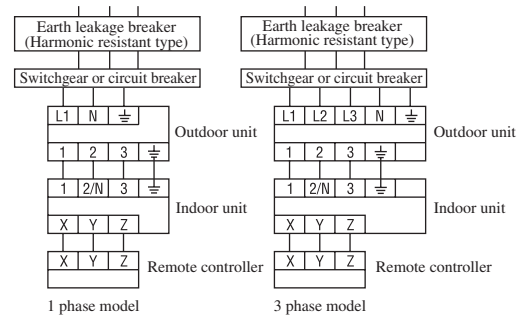 Earth leakage breaker
(Harmonic resistant type)
Switchgear or circuit breaker
L1 N ⏚
Outdoor unit
1 2 3 ⏚
1 2/N 3 ⏚
Indoor unit
X Y Z
X Y Z
Remote controller
1 phase model
Earth leakage breaker
(Harmonic resistant type)
Switchgear or circuit breaker
L1 L2 L3 N ⏚
Outdoor unit
1 2 3 ⏚
1 2/N 3 ⏚
Indoor unit
X Y Z
X Y Z
Remote controller
3 phase model